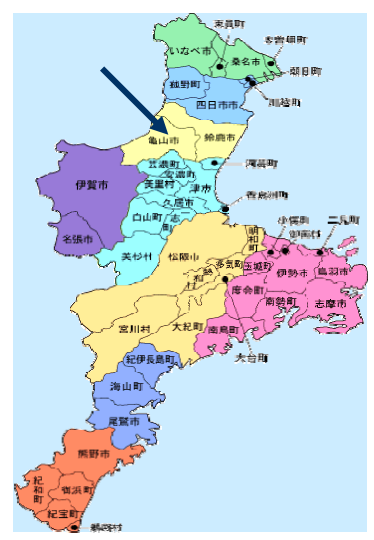 東員町
木曽岬町
いなべ市
桑名市
朝日町
菰野町
川越町
四日市市
亀山市
鈴鹿市
芸濃町
河芸町
安濃町
美里村
津市
伊賀市
香良洲町
久居市
白山町
名張市
美杉村
松阪市
明和町
小俣町
御薗村
二見町
多気町
玉城町
伊勢市
鳥羽市
度会町
南勢町
志摩市
宮川村
大紀町
南島町
大台町
紀伊長島町
海山町
尾鷲市
熊野市
紀和町
御浜町
紀宝町
鵜殿村